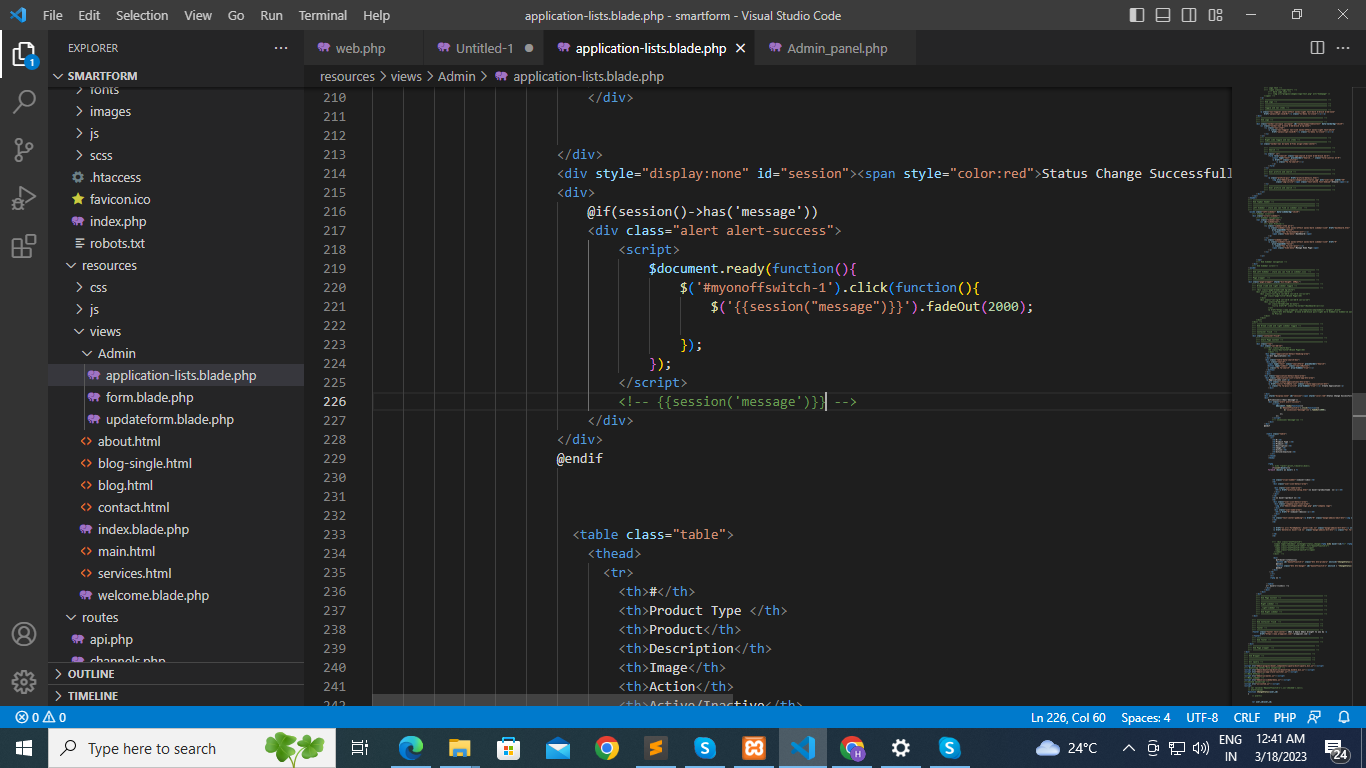 File Edit Selection View Go Run Terminal Help application-lists.blade.php - smartform - Visual Studio Code
EXPLORER
SMARTFORM
fonts
images
js
scss
.htaccess
favicon.ico
index.php
robots.txt
resources
css
js
views
Admin
application-lists.blade.php
form.blade.php
updateform.blade.php
about.html
blog-single.html
blog.html
contact.html
index.blade.php
main.html
services.html
welcome.blade.php
routes
api.php
channels.php
OUTLINE
TIMELINE
web.php Untitled-1 application-lists.blade.php Admin_panel.php
resources > views > Admin > application-lists.blade.php
210 </div>
211
212
213 </div>
214 <div style="display:none" id="session"><span style="color:red">Status Change Successfull
215 <div>
216 @if(session()->has('message'))
217 <div class="alert alert-success">
218 <script>
219 $document.ready(function(){
220 $('#myonoffswitch-1').click(function(){
221 $('{{session("message")}}').fadeOut(2000);
222
223 });
224 });
225 </script>
226 <!-- {{session('message')}} -->
227 </div>
228 </div>
229 @endif
230
231
232
233 <table class="table">
234 <thead>
235 <tr>
236 <th>#</th>
237 <th>Product Type </th>
238 <th>Product</th>
239 <th>Description</th>
240 <th>Image</th>
241 <th>Action</th>
242 <th>Active/Inactive</th>
0 0 Ln 226, Col 60 Spaces: 4 UTF-8 CRLF PHP
1
Type here to search
24°C
ENG
IN
12:41 AM
3/18/2023
24